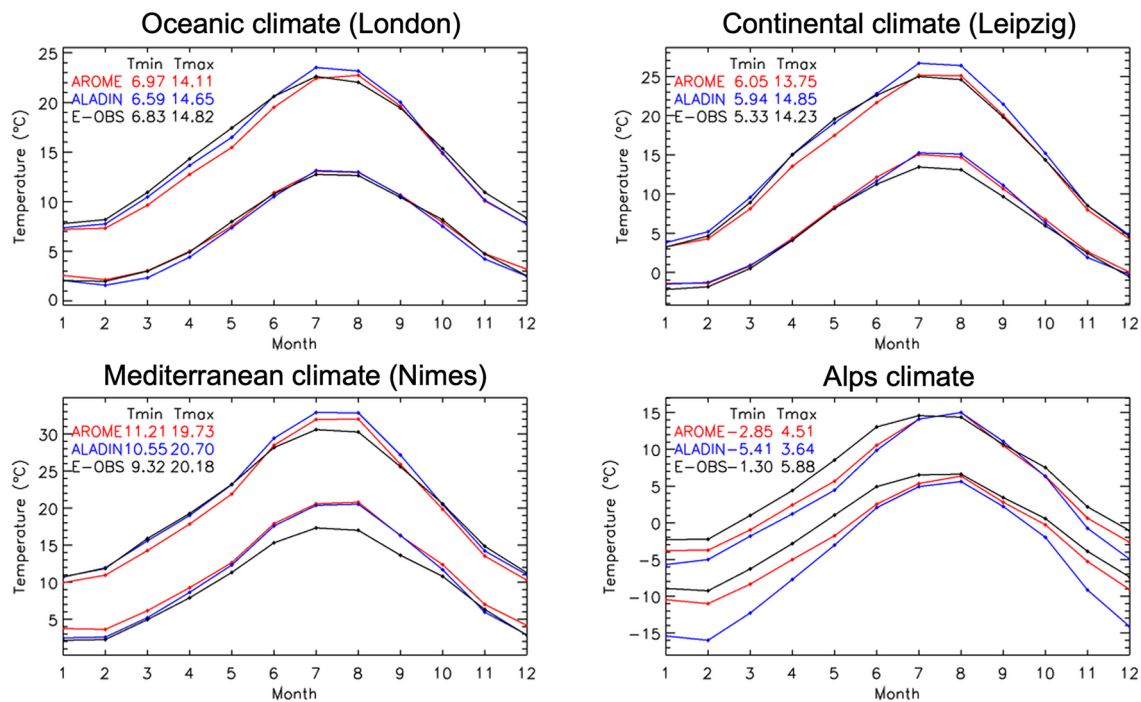 Oceanic climate (London)
Tmin Tmax
AROME 6.97 14.11
ALADIN 6.59 14.65
E-OBS 6.83 14.82
Temperature (°C)
25
20
15
10
5
0
1 2 3 4 5 6 7 8 9 10 11 12
Month
Continental climate (Leipzig)
Tmin Tmax
AROME 6.05 13.75
ALADIN 5.94 14.85
E-OBS 5.33 14.23
Temperature (°C)
25
20
15
10
5
0
1 2 3 4 5 6 7 8 9 10 11 12
Month
Mediterranean climate (Nimes)
Tmin Tmax
AROME11.21 19.73
ALADIN10.55 20.70
E-OBS 9.32 20.18
Temperature (°C)
30
25
20
15
10
5
1 2 3 4 5 6 7 8 9 10 11 12
Month
Alps climate
Tmin Tmax
AROME-2.85 4.51
ALADIN-5.41 3.64
E-OBS-1.30 5.88
Temperature (°C)
15
10
5
0
-5
-10
-15
1 2 3 4 5 6 7 8 9 10 11 12
Month